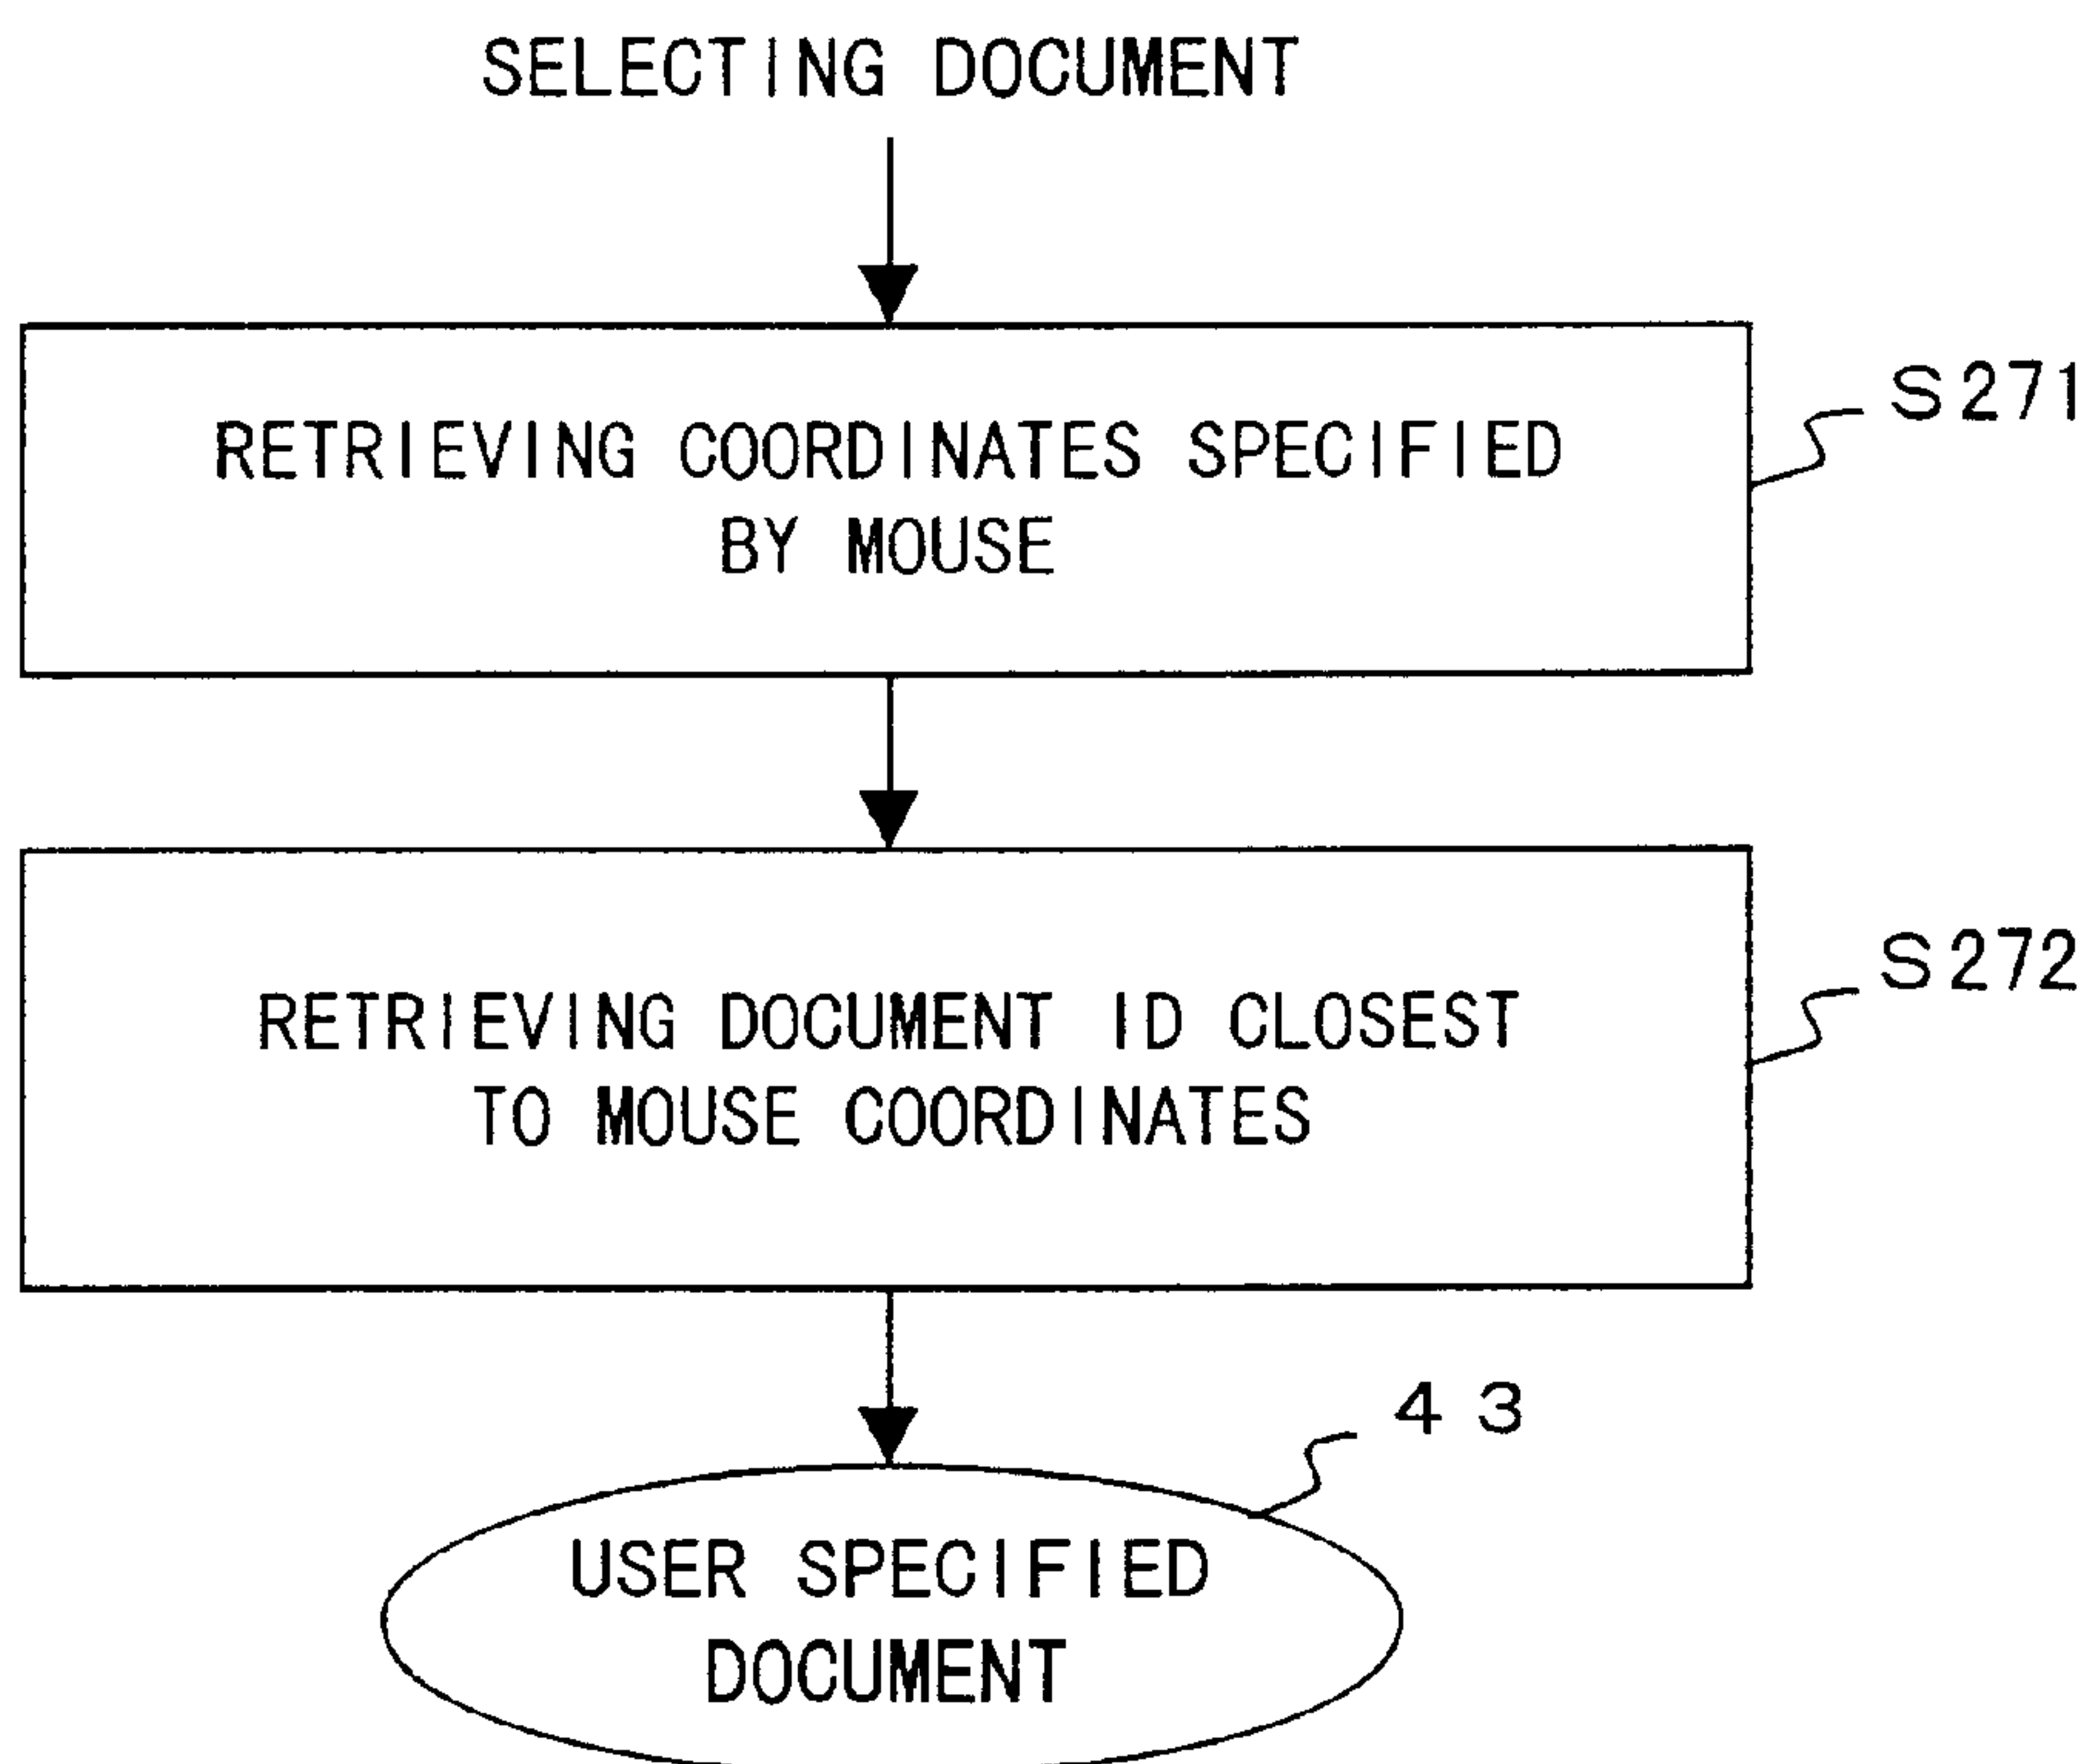 SELECTING DOCUMENT
RETRIEVING COORDINATES SPECIFIED
BY MOUSE
S271
RETRIEVING DOCUMENT ID CLOSEST
TO MOUSE COORDINATES
S272
43
USER SPECIFIED
DOCUMENT